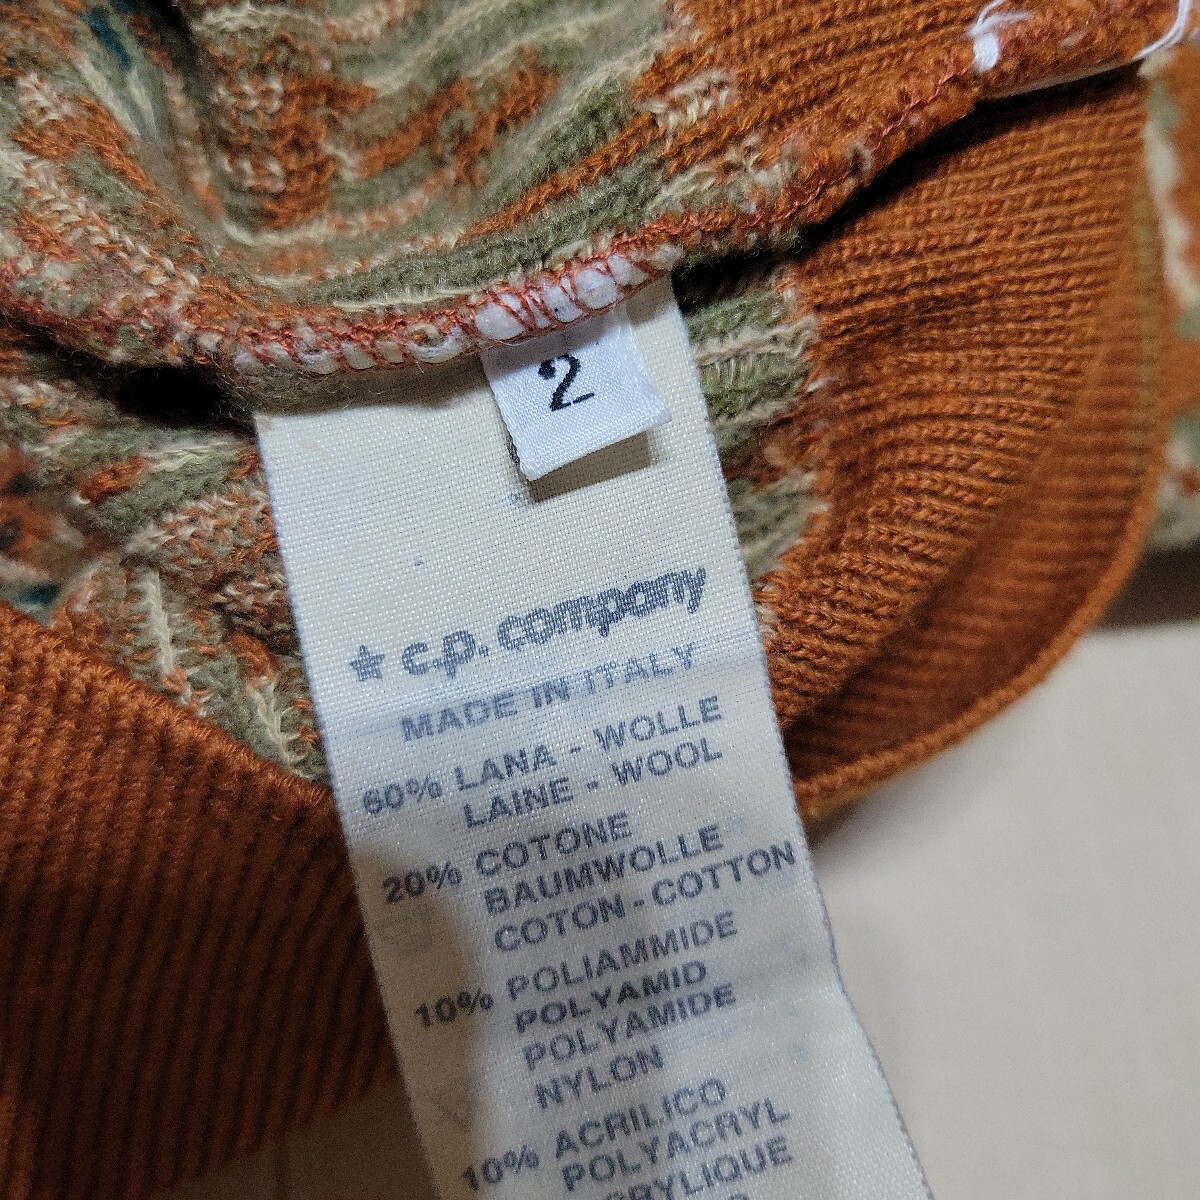 2
★ c.p. company
MADE IN ITALY
60% LANA - WOLLE
LAINE - WOOL
20% COTONE
BAUMWOLLE
COTON - COTTON
10% POLIAMMIDE
POLYAMID
POLYAMIDE
NYLON
10% ACRILICO
POLYACRYL